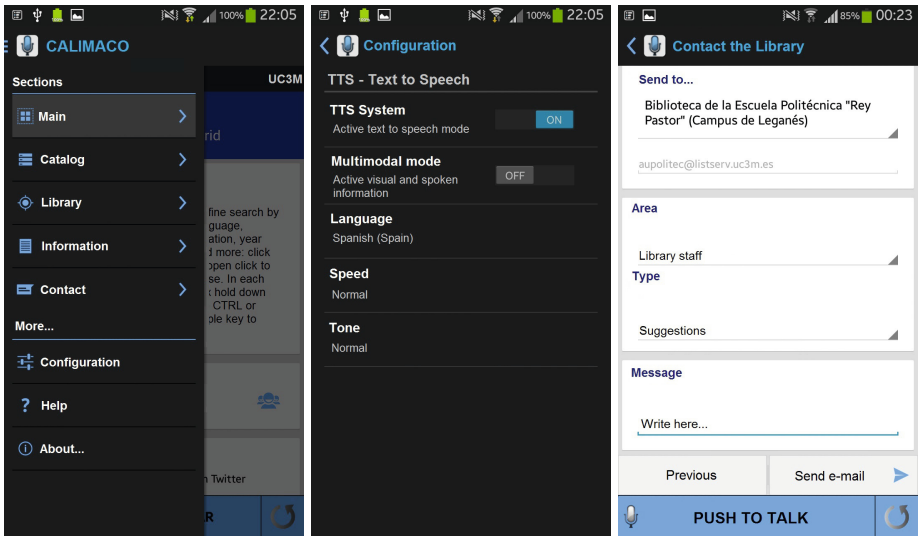 100% 22:05
CALIMACO
Sections
UC3M
Main
rid
Catalog
Library
fine search by
guage,
ation, year
d more: click
open click to
se. In each
hold down
CTRL or
ple key to
Information
Contact
More...
Configuration
Help
About...
n Twitter
R
100% 22:05
Configuration
TTS - Text to Speech
TTS System
Active text to speech mode
ON
Multimodal mode
Active visual and spoken
information
OFF
Language
Spanish (Spain)
Speed
Normal
Tone
Normal
85% 00:23
Contact the Library
Send to...
Biblioteca de la Escuela Politécnica "Rey
Pastor" (Campus de Leganés)
aupolitec@listserv.uc3m.es
Area
Library staff
Type
Suggestions
Message
Write here...
Previous
Send e-mail
PUSH TO TALK